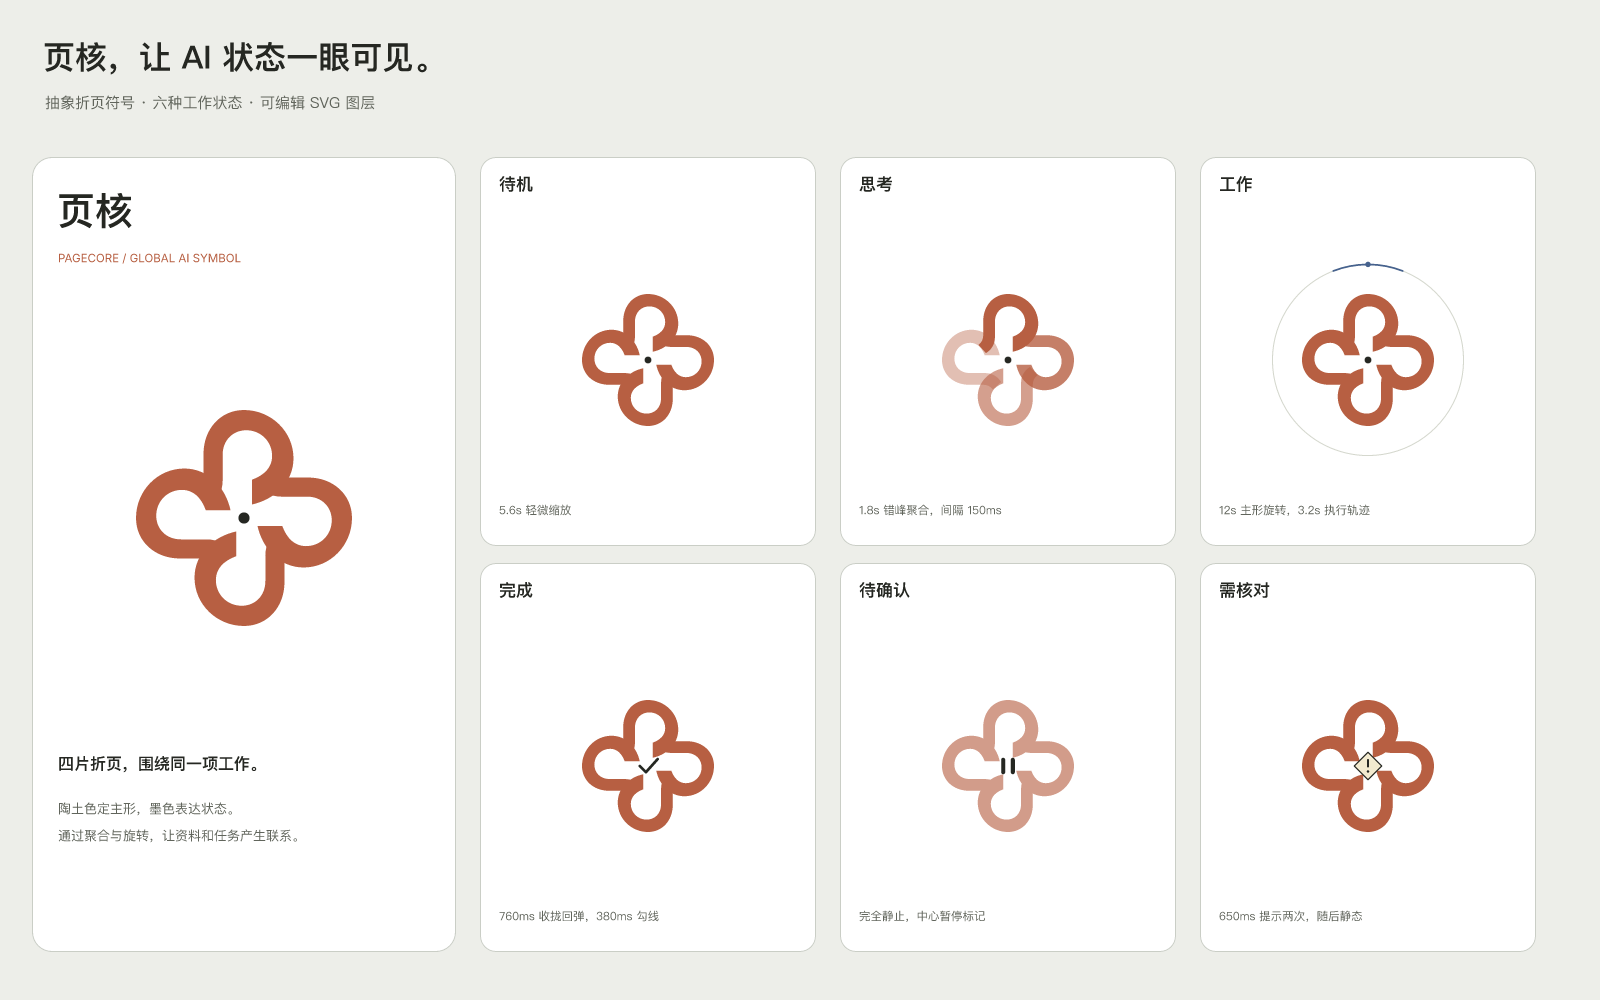 页核，让 AI 状态一眼可见。
抽象折页符号 · 六种工作状态 · 可编辑 SVG 图层
页核
PAGECORE / GLOBAL AI SYMBOL
四片折页，围绕同一项工作。
陶土色定主形，墨色表达状态。
通过聚合与旋转，让资料和任务产生联系。
待机
5.6s 轻微缩放
思考
1.8s 错峰聚合，间隔 150ms
工作
12s 主形旋转，3.2s 执行轨迹
完成
760ms 收拢回弹，380ms 勾线
待确认
完全静止，中心暂停标记
需核对
650ms 提示两次，随后静态